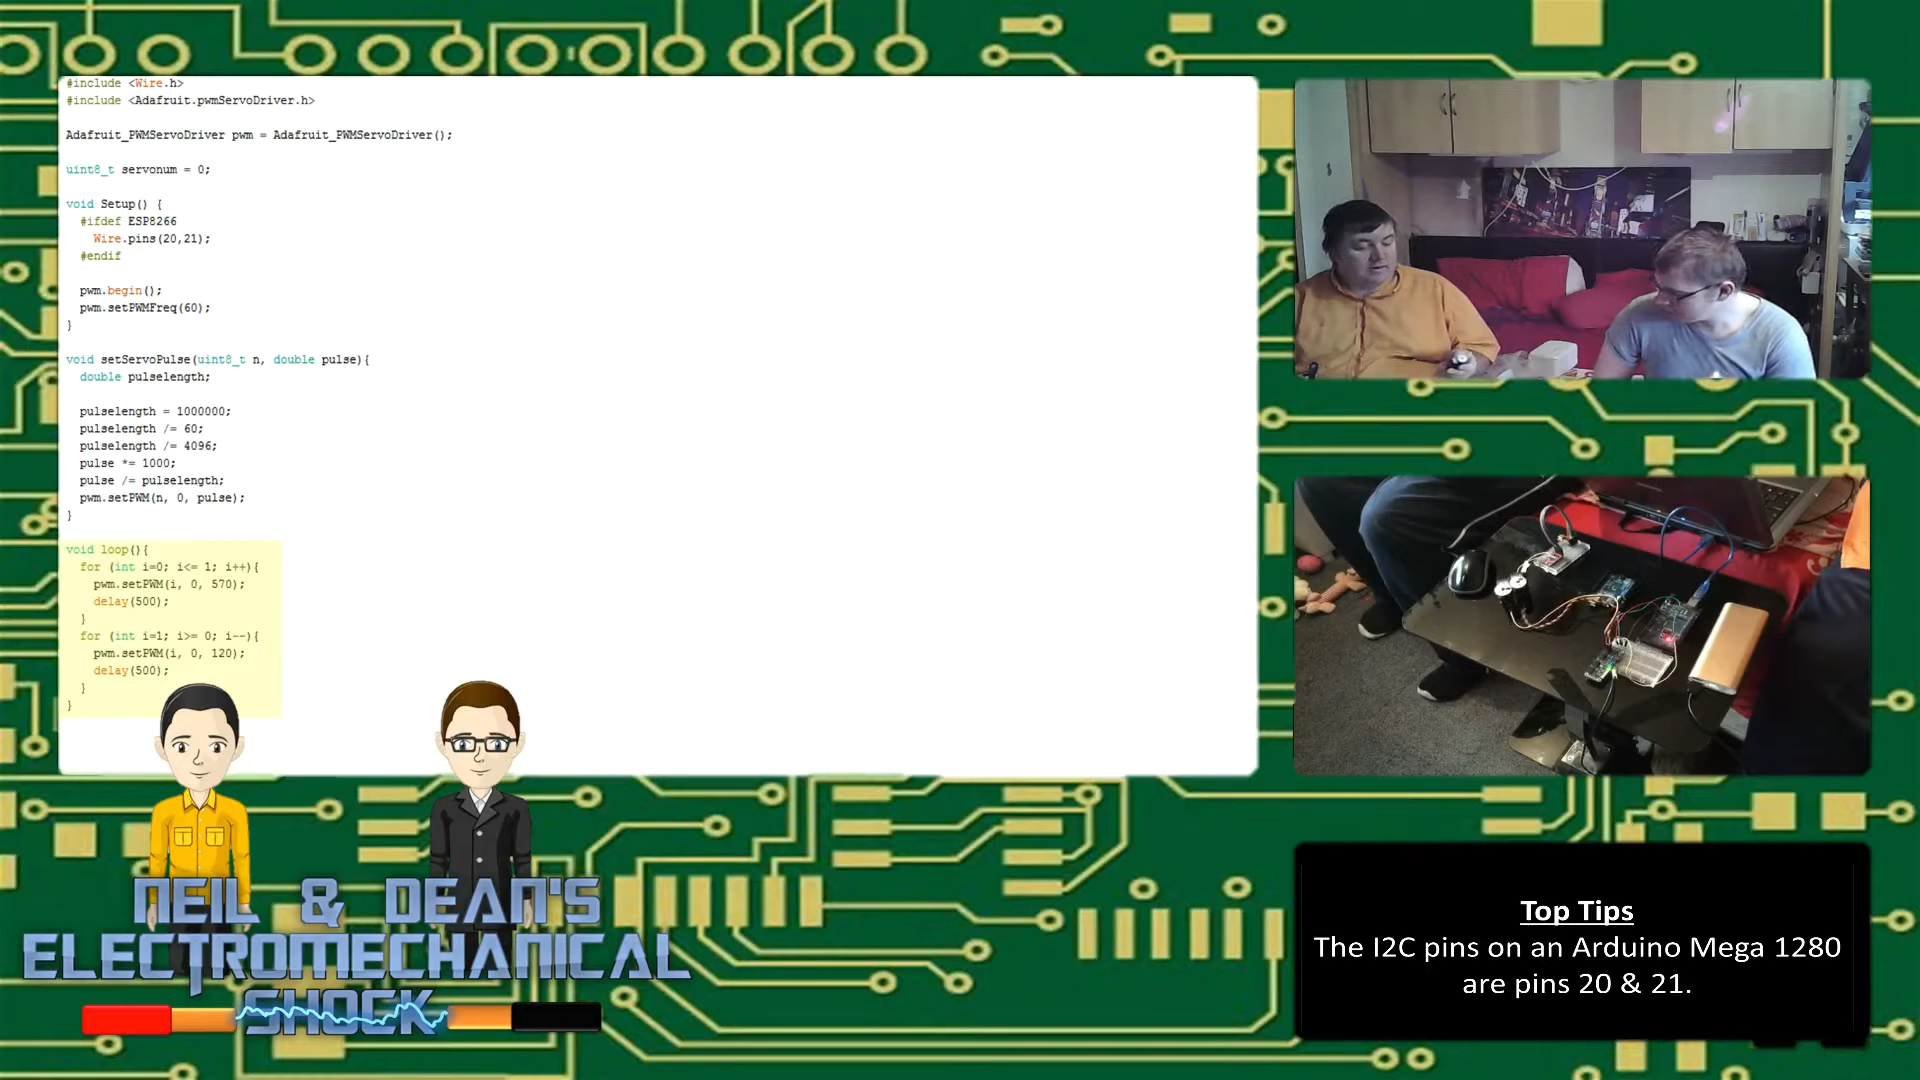 #include <Wire.h>
#include <Adafruit.pwmServoDriver.h>
Adafruit_PWMServoDriver pwm = Adafruit_PWMServoDriver();
uint8_t servonum = 0;
void Setup() {
#ifdef ESP8266
Wire.pins(20,21);
#endif
pwm.begin();
pwm.setPWMFreq(60);
}
void setServoPulse(uint8_t n, double pulse){
double pulselength;
pulselength = 1000000;
pulselength /= 60;
pulselength /= 4096;
pulse *= 1000;
pulse /= pulselength;
pwm.setPWM(n, 0, pulse);
}
void loop(){
for (int i=0; i<= 1; i++){
pwm.setPWM(i, 0, 570);
delay(500);
}
for (int i=1; i>= 0; i--){
pwm.setPWM(i, 0, 120);
delay(500);
}
}
NEIL & DEAN'S
ELECTROMECHANICAL
SHOCK
Top Tips
The I2C pins on an Arduino Mega 1280
are pins 20 & 21.